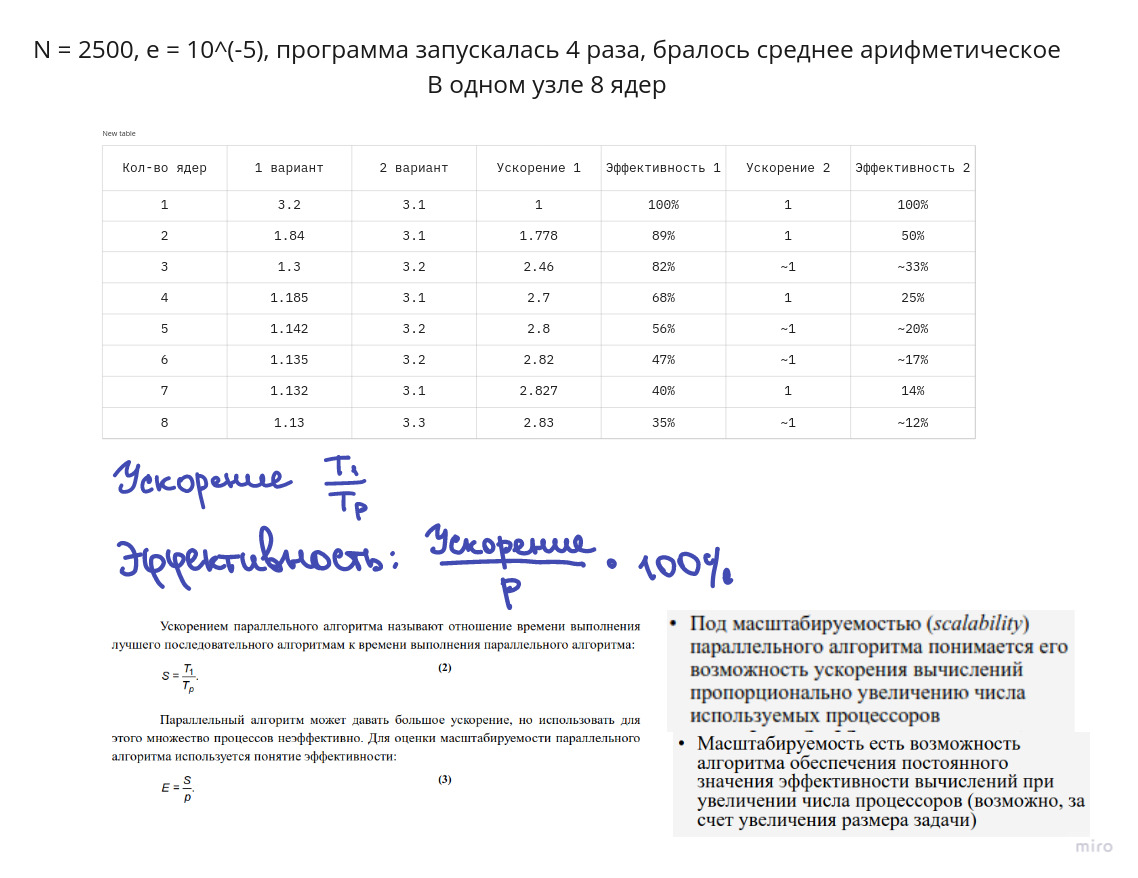 N = 2500, e = 10^(-5), программа запускалась 4 раза, бралось среднее арифметическое
В одном узле 8 ядер
New table
Кол-во ядер 1 вариант 2 вариант Ускорение 1 Эффективность 1 Ускорение 2 Эффективность 2
1 3.2 3.1 1 100% 1 100%
2 1.84 3.1 1.778 89% 1 50%
3 1.3 3.2 2.46 82% ~1 ~33%
4 1.185 3.1 2.7 68% 1 25%
5 1.142 3.2 2.8 56% ~1 ~20%
6 1.135 3.2 2.82 47% ~1 ~17%
7 1.132 3.1 2.827 40% 1 14%
8 1.13 3.3 2.83 35% ~1 ~12%
Ускорение T1/Tp
Эффективность: Ускорение/p • 100%
Ускорением параллельного алгоритма называют отношение времени выполнения
лучшего последовательного алгоритмам к времени выполнения параллельного алгоритма:
S = T1/Tp. (2)
Параллельный алгоритм может давать большое ускорение, но использовать для
этого множество процессов неэффективно. Для оценки масштабируемости параллельного
алгоритма используется понятие эффективности:
E = S/p. (3)
• Под масштабируемостью (scalability)
параллельного алгоритма понимается его
возможность ускорения вычислений
пропорционально увеличению числа
используемых процессоров
• Масштабируемость есть возможность
алгоритма обеспечения постоянного
значения эффективности вычислений при
увеличении числа процессоров (возможно, за
счет увеличения размера задачи)
miro